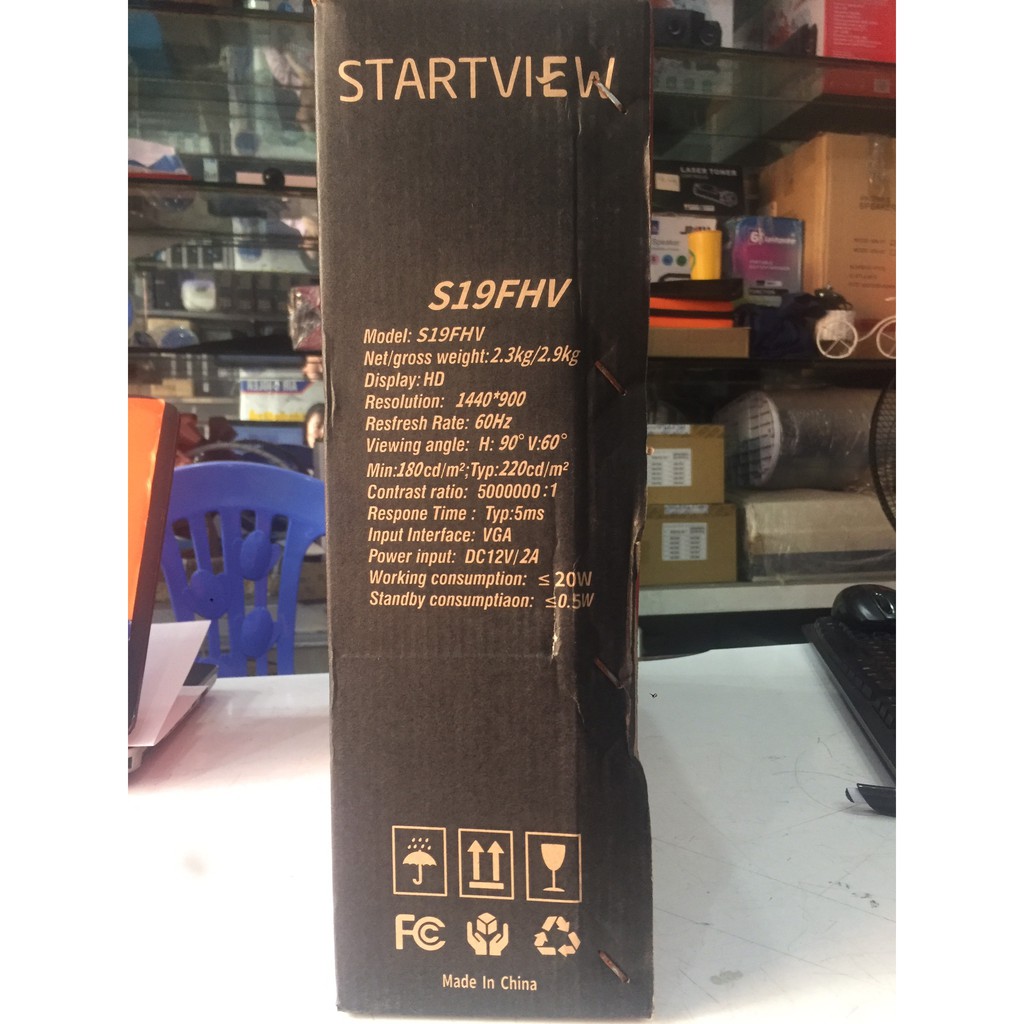 STARTVIEW
S19FHV
Model: S19FHV
Net/gross weight: 2.3kg/2.9kg
Display: HD
Resolution: 1440*900
Resfresh Rate: 60Hz
Viewing angle: H: 90° V:60°
Min:180cd/m²;Typ:220cd/m²
Contrast ratio: 5000000:1
Respone Time : Typ:5ms
Input Interface: VGA
Power input: DC12V/2A
Working consumption: ≤ 20W
Standby consumptiaon: ≤0.5W
FC
Made In China
LASER TONER